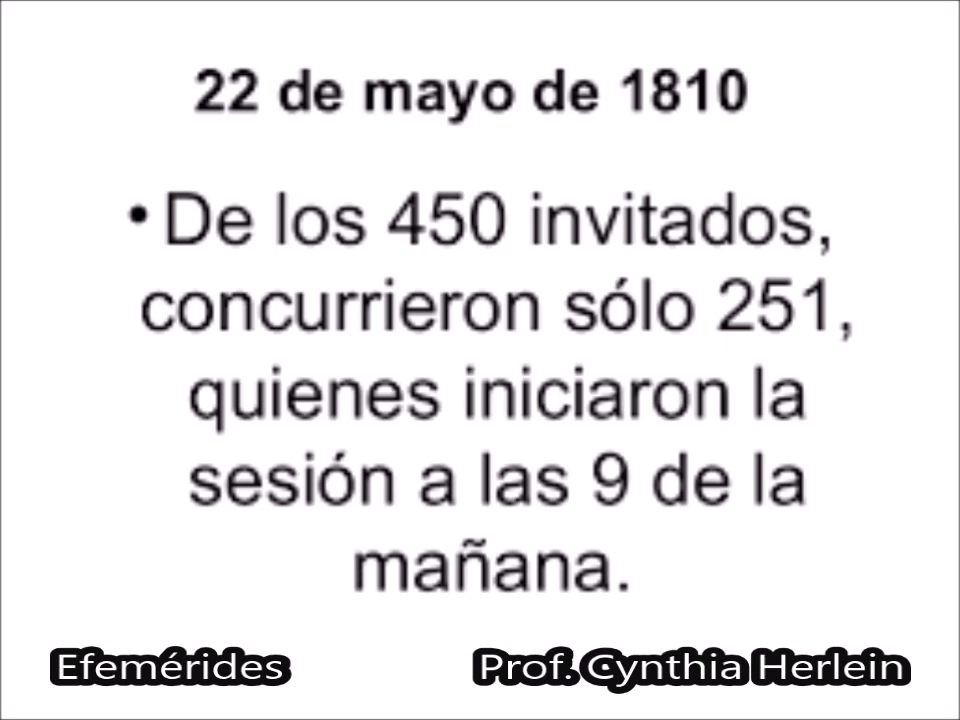 22 de mayo de 1810
• De los 450 invitados,
concurrieron sólo 251,
quienes iniciaron la
sesión a las 9 de la
mañana.
Efemérides Prof. Cynthia Herlein